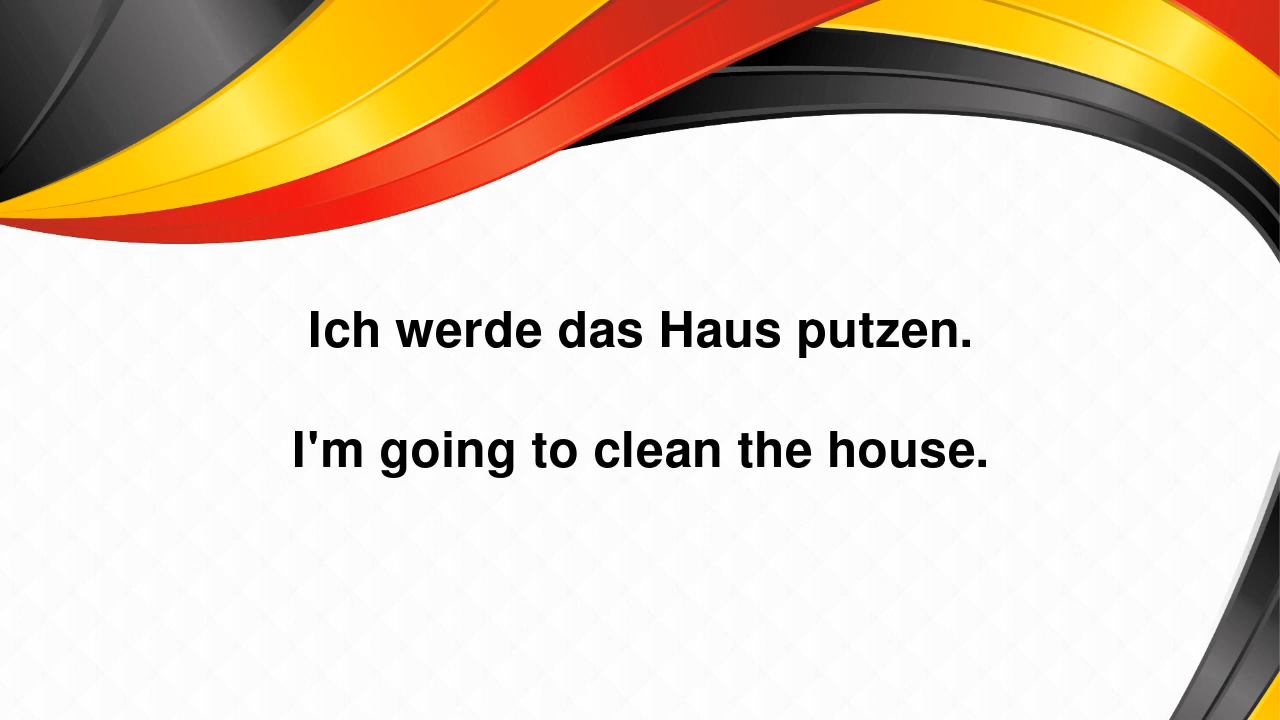 Ich werde das Haus putzen.
I'm going to clean the house.